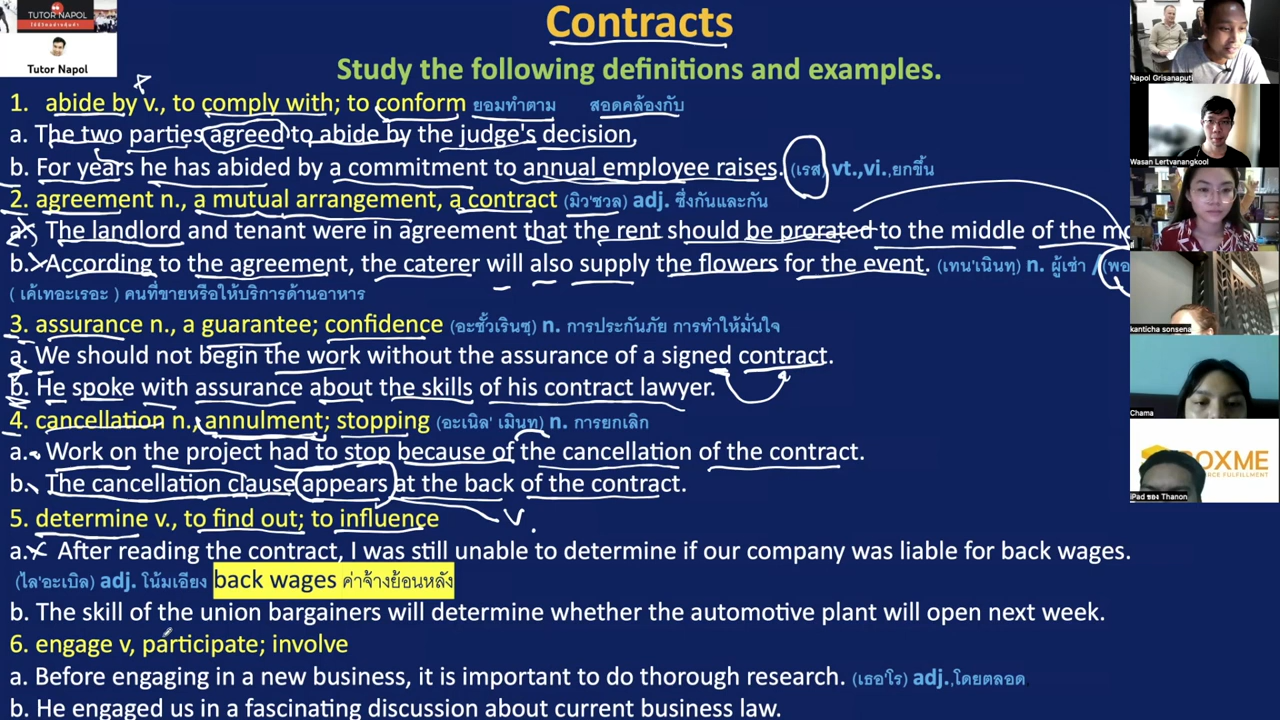 TUTOR NAPOL
Tutor Napol
Contracts
Study the following definitions and examples.
1. abide by v., to comply with; to conform ยอมทำตาม สอดคล้องกับ
a. The two parties agreed to abide by the judge's decision,
b. For years he has abided by a commitment to annual employee raises. (เรส) vt.,vi.,ยกขึ้น
2. agreement n., a mutual arrangement, a contract (มิว'ชวล) adj. ซึ่งกันและกัน
a. The landlord and tenant were in agreement that the rent should be prorated to the middle of the
b. According to the agreement, the caterer will also supply the flowers for the event. (เทน'เนินทฺ) n. ผู้เช่า / (พอ
( เค้เทอะเรอะ ) คนที่ขายหรือให้บริการด้านอาหาร
3. assurance n., a guarantee; confidence (อะชัวเรินซฺ) n. การประกันภัย การทำให้มั่นใจ
a. We should not begin the work without the assurance of a signed contract.
b. He spoke with assurance about the skills of his contract lawyer.
4. cancellation n., annulment; stopping (อะเนิล' เมินทฺ) n. การยกเลิก
a. Work on the project had to stop because of the cancellation of the contract.
b. The cancellation clause appears at the back of the contract.
v.
5. determine v., to find out; to influence
a. After reading the contract, I was still unable to determine if our company was liable for back wages.
(ไล'อะเบิล) adj. โน้มเอียง back wages ค่าจ้างย้อนหลัง
b. The skill of the union bargainers will determine whether the automotive plant will open next week.
6. engage v, participate; involve
a. Before engaging in a new business, it is important to do thorough research. (เธอ'โร) adj.,โดยตลอด
b. He engaged us in a fascinating discussion about current business law.
Napol Grisanaputi
Wasan Lertvanangkool
kanticha sonsena
Chama
OXME
iPad ของ Thanon